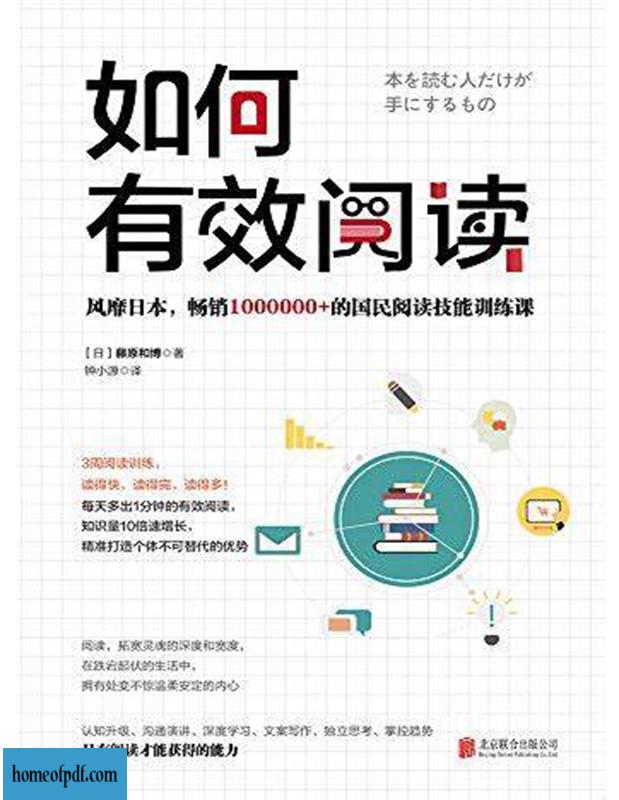 如何
有效阅读
本を読む人だけが
手にするもの
风靡日本，畅销1000000+的国民阅读技能训练课
[日]藤原和博◎著
钟小源◎译
3周阅读训练，
读得快、读得完、读得多！
每天多出1分钟的有效阅读，
知识量10倍速增长，
精准打造个体不可替代的优势
阅读，拓宽灵魂的深度和宽度，
在跌宕起伏的生活中，
拥有处变不惊温柔安定的内心
认知升级、沟通演讲、深度学习、文案写作、独立思考、掌控趋势
只有阅读才能获得的能力
北京联合出版公司
homeofpdf.com